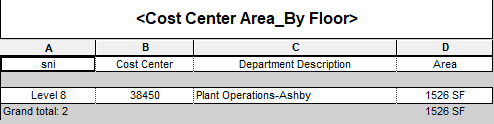 <Cost Center Area_By Floor>
A B C D
sni Cost Center Department Description Area
Level 8 38450 Plant Operations-Ashby 1526 SF
Grand total: 2 1526 SF